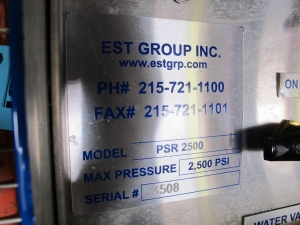 EST GROUP INC.
www.estgrp.com
PH# 215-721-1100
FAX# 215-721-1101
MODEL PSR 2500
MAX PRESSURE 2,500 PSI
SERIAL #
ON
WATER VA